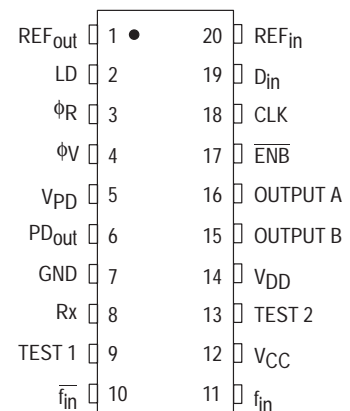 REFout 1 ● 20 REFin
LD 2 19 Din
ϕR 3 18 CLK
ϕV 4 17 E̅N̅B̅
VPD 5 16 OUTPUT A
PDout 6 15 OUTPUT B
GND 7 14 VDD
Rx 8 13 TEST 2
TEST 1 9 12 VCC
f̅i̅n̅ 10 11 fin